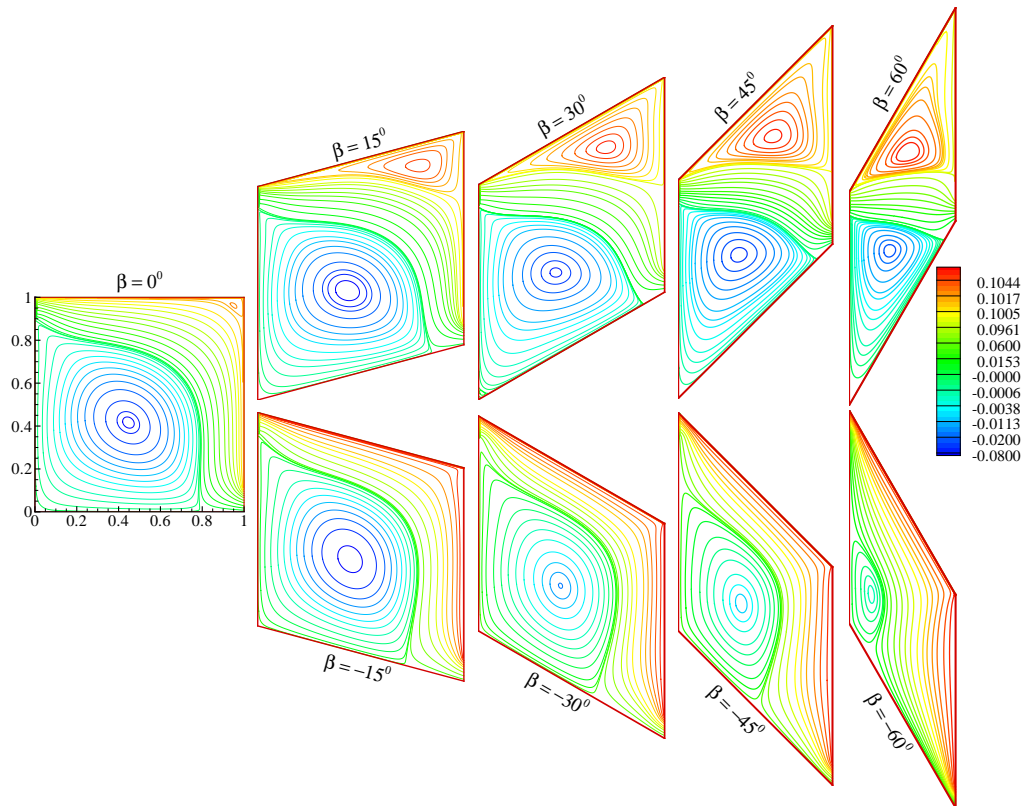 β = 15⁰
β = 30⁰
β = 45⁰
β = 60⁰
β = 0⁰
1
0.8
0.6
0.4
0.2
0
0 0.2 0.4 0.6 0.8 1
0.1044
0.1017
0.1005
0.0961
0.0600
0.0153
-0.0000
-0.0006
-0.0038
-0.0113
-0.0200
-0.0800
β = –15⁰
β = –30⁰
β = –45⁰
β = –60⁰